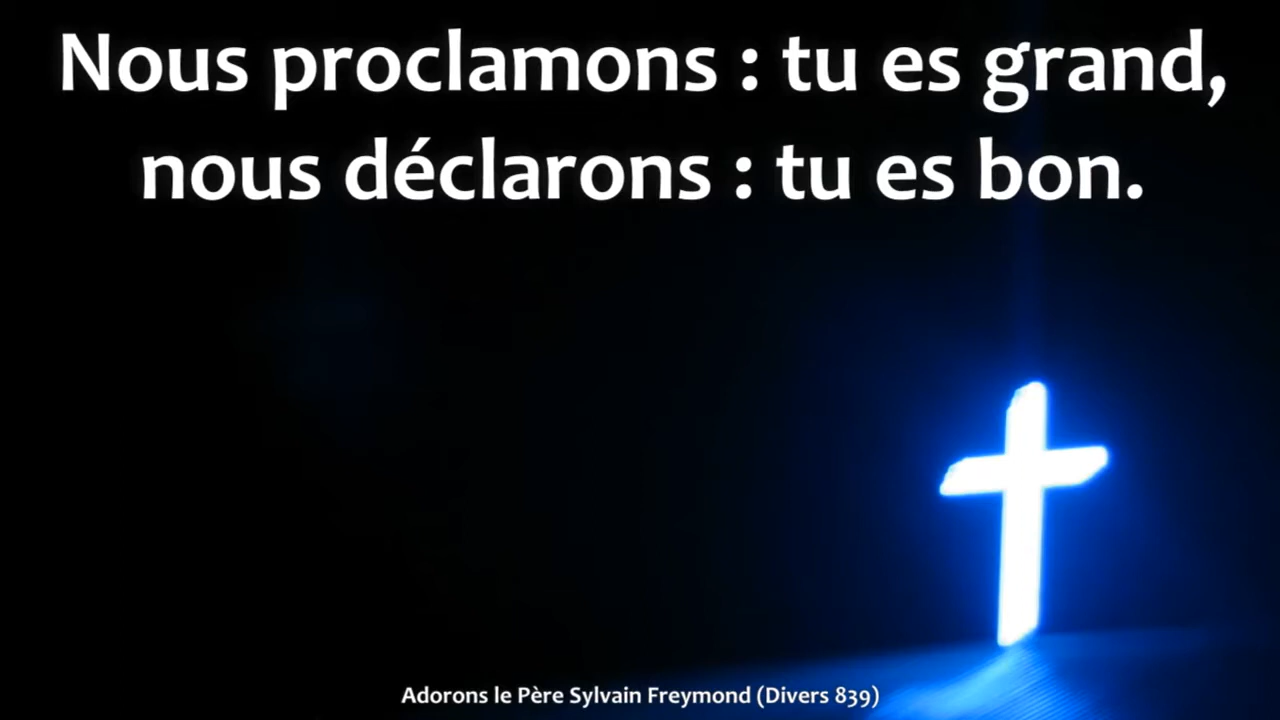 Nous proclamons : tu es grand,
nous déclarons : tu es bon.
Adorons le Père Sylvain Freymond (Divers 839)